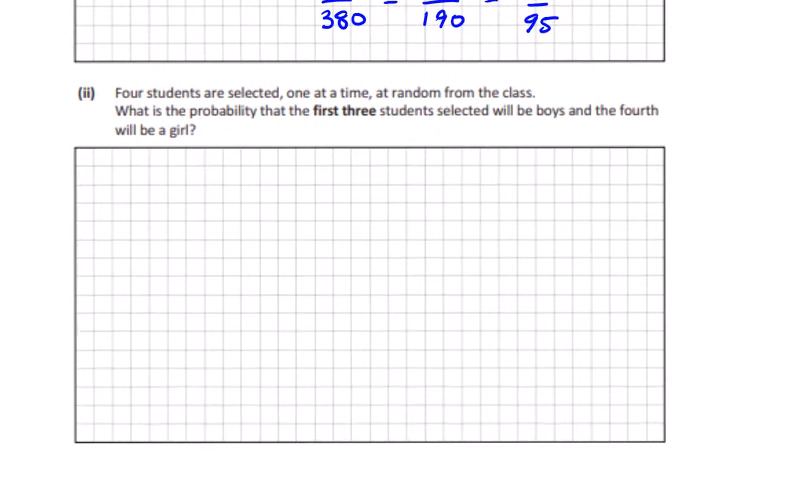 380 = 190 = 95
(ii) Four students are selected, one at a time, at random from the class.
What is the probability that the first three students selected will be boys and the fourth
will be a girl?